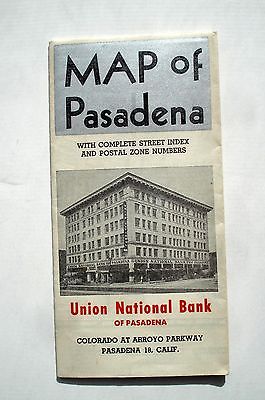 MAP of
Pasadena
WITH COMPLETE STREET INDEX
AND POSTAL ZONE NUMBERS
Union National Bank
OF PASADENA
COLORADO AT ARROYO PARKWAY
PASADENA 18, CALIF.